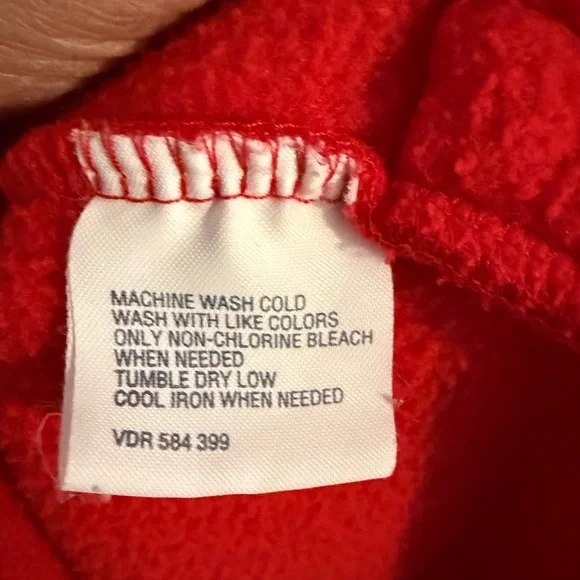 MACHINE WASH COLD
WASH WITH LIKE COLORS
ONLY NON-CHLORINE BLEACH
WHEN NEEDED
TUMBLE DRY LOW
COOL IRON WHEN NEEDED
VDR 584 399